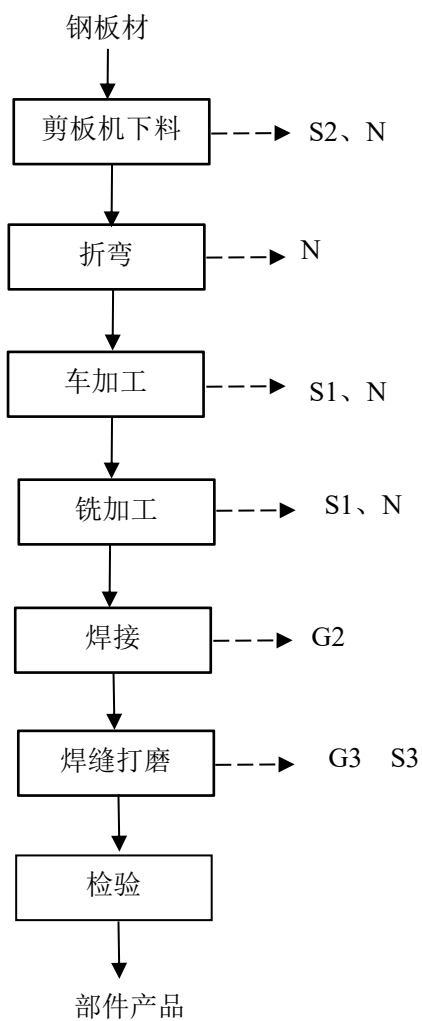 钢板材
剪板机下料
S2、N
折弯
N
车加工
S1、N
铣加工
S1、N
焊接
G2
焊缝打磨
G3 S3
检验
部件产品